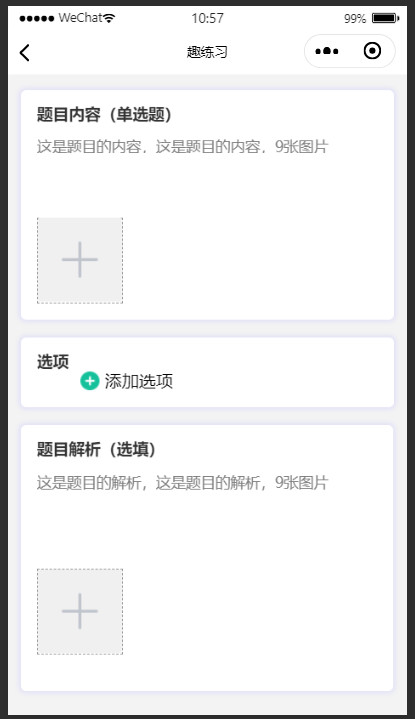 WeChat 10:57 99%
趣练习
题目内容（单选题）
这是题目的内容，这是题目的内容，9张图片
选项
添加选项
题目解析（选填）
这是题目的解析，这是题目的解析，9张图片